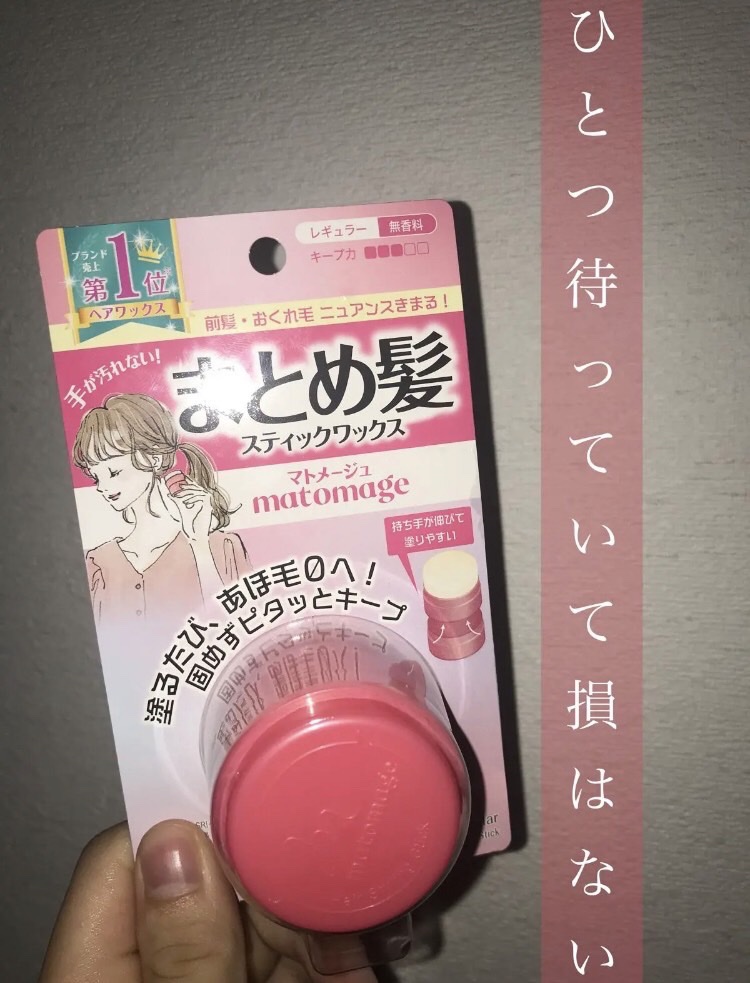 ひとつ待っていて損はない
レギュラー 無香料
キープ力
ブランド
売上
第1位
ヘアワックス
前髪・おくれ毛 ニュアンスきまる!
手が汚れない!
まとめ髪
スティックワックス
マトメージュ
matomage
持ち手が伸びて
塗りやすい
塗るたび、あほ毛0へ!
固めずピタッとキープ
matomage